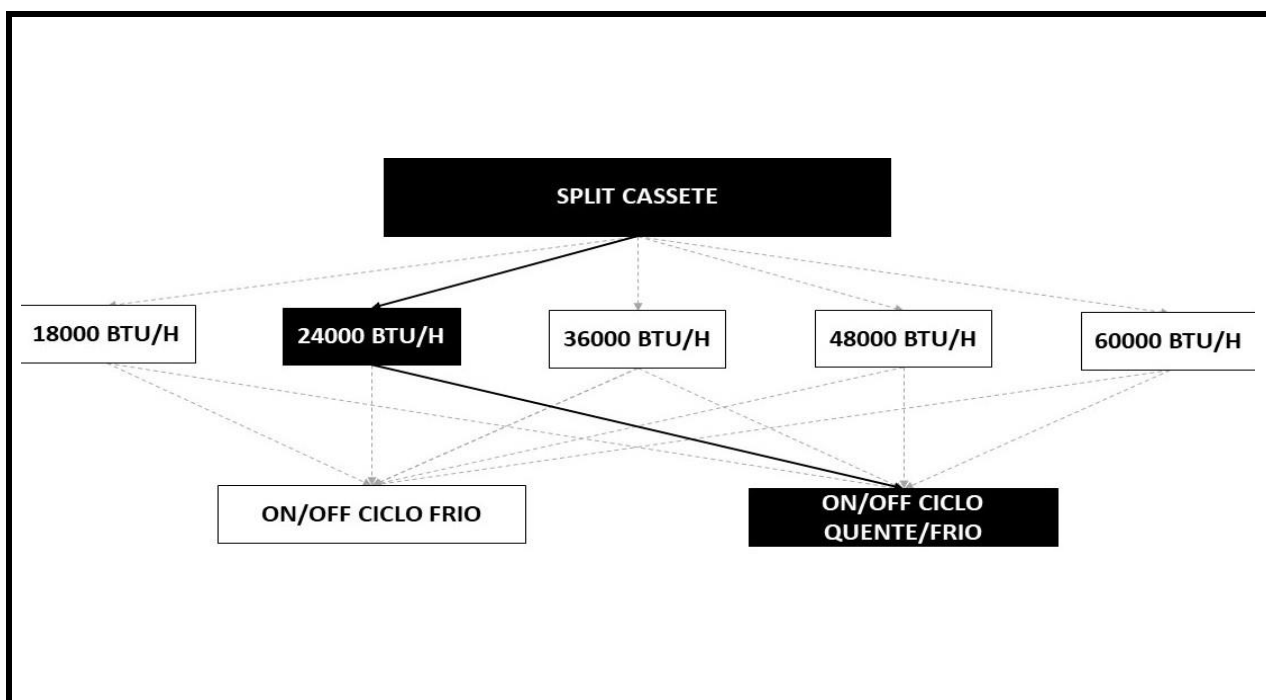 SPLIT CASSETE
18000 BTU/H
24000 BTU/H
36000 BTU/H
48000 BTU/H
60000 BTU/H
ON/OFF CICLO FRIO
ON/OFF CICLO
QUENTE/FRIO